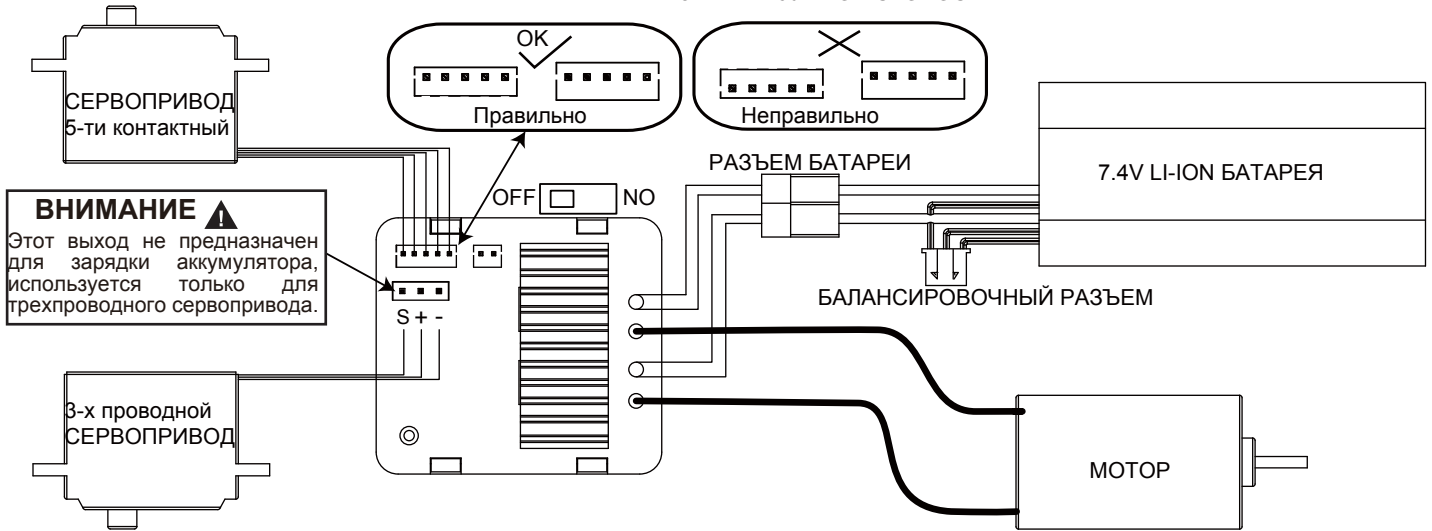 СЕРВОПРИВОД
5-ти контактный
OK
Правильно
Неправильно
РАЗЪЕМ БАТАРЕИ
7.4V LI-ION БАТАРЕЯ
OFF
NO
ВНИМАНИЕ
Этот выход не предназначен
для зарядки аккумулятора,
используется только для
трехпроводного сервопривода.
S + -
БАЛАНСИРОВОЧНЫЙ РАЗЪЕМ
3-х проводной
СЕРВОПРИВОД
МОТОР